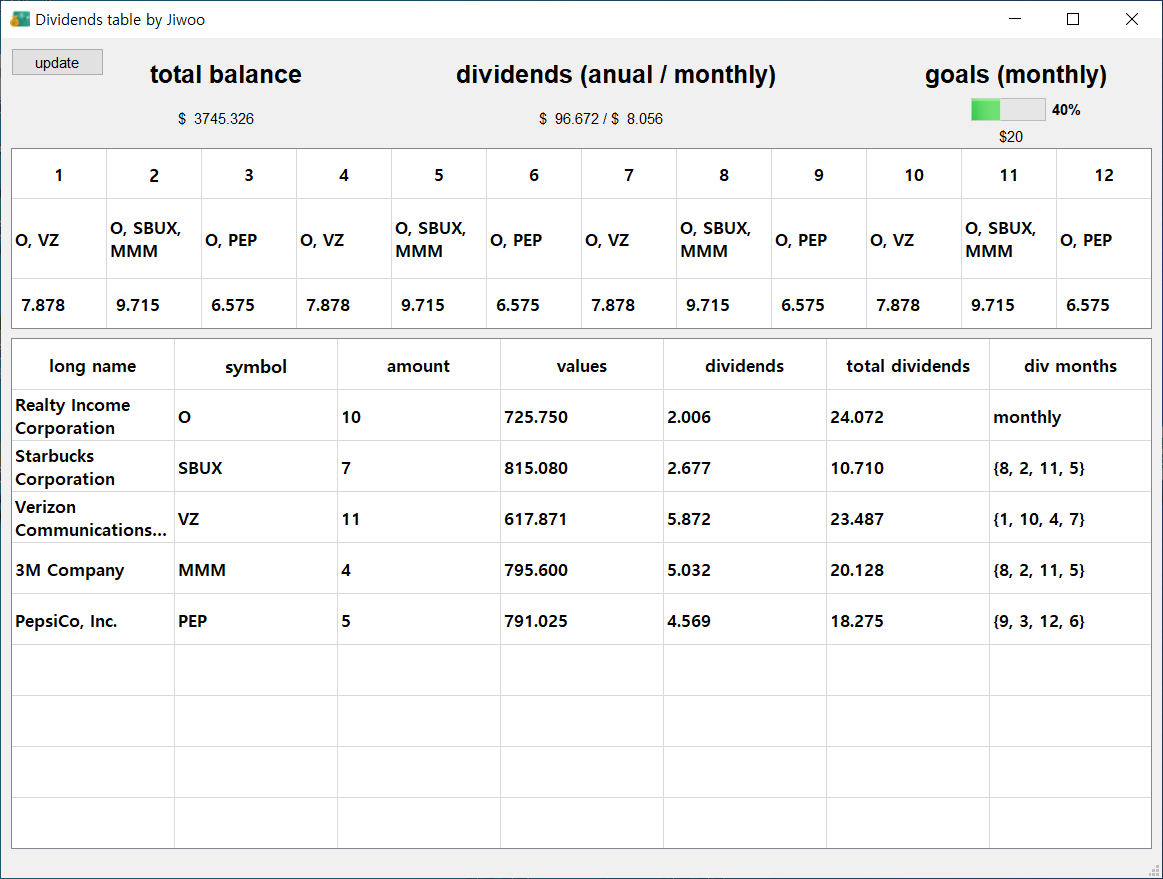 Dividends table by Jiwoo
update
total balance
dividends (anual / monthly)
goals (monthly)
$ 3745.326
$ 96.672 / $ 8.056
40%
$20
1 2 3 4 5 6 7 8 9 10 11 12
O, VZ
O, SBUX,
MMM
O, PEP
O, VZ
O, SBUX,
MMM
O, PEP
O, VZ
O, SBUX,
MMM
O, PEP
O, VZ
O, SBUX,
MMM
O, PEP
7.878 9.715 6.575 7.878 9.715 6.575 7.878 9.715 6.575 7.878 9.715 6.575
long name symbol amount values dividends total dividends div months
Realty Income
Corporation
O 10 725.750 2.006 24.072 monthly
Starbucks
Corporation
SBUX 7 815.080 2.677 10.710 {8, 2, 11, 5}
Verizon
Communications...
VZ 11 617.871 5.872 23.487 {1, 10, 4, 7}
3M Company MMM 4 795.600 5.032 20.128 {8, 2, 11, 5}
PepsiCo, Inc. PEP 5 791.025 4.569 18.275 {9, 3, 12, 6}